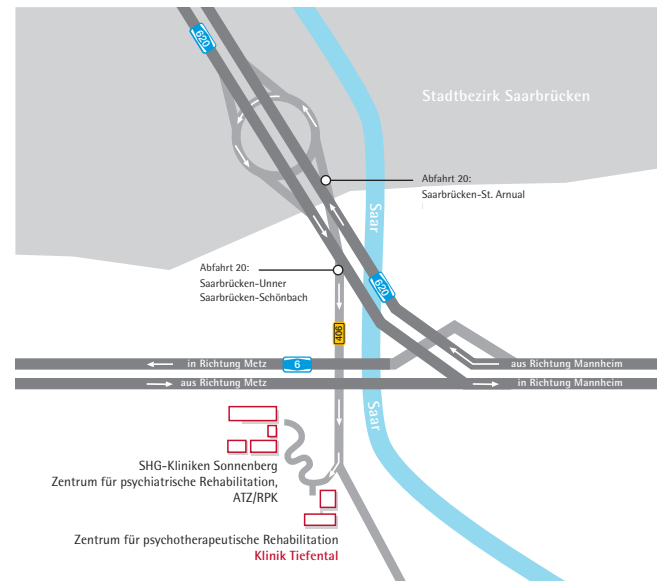 620
Stadtbezirk Saarbrücken
Abfahrt 20:
Saarbrücken-St. Arnual
Saar
Abfahrt 20:
Saarbrücken-Unner
Saarbrücken-Schönbach
620
406
in Richtung Metz
6
aus Richtung Mannheim
aus Richtung Metz
in Richtung Mannheim
Saar
SHG-Kliniken Sonnenberg
Zentrum für psychiatrische Rehabilitation,
ATZ/RPK
Zentrum für psychotherapeutische Rehabilitation
Klinik Tiefental